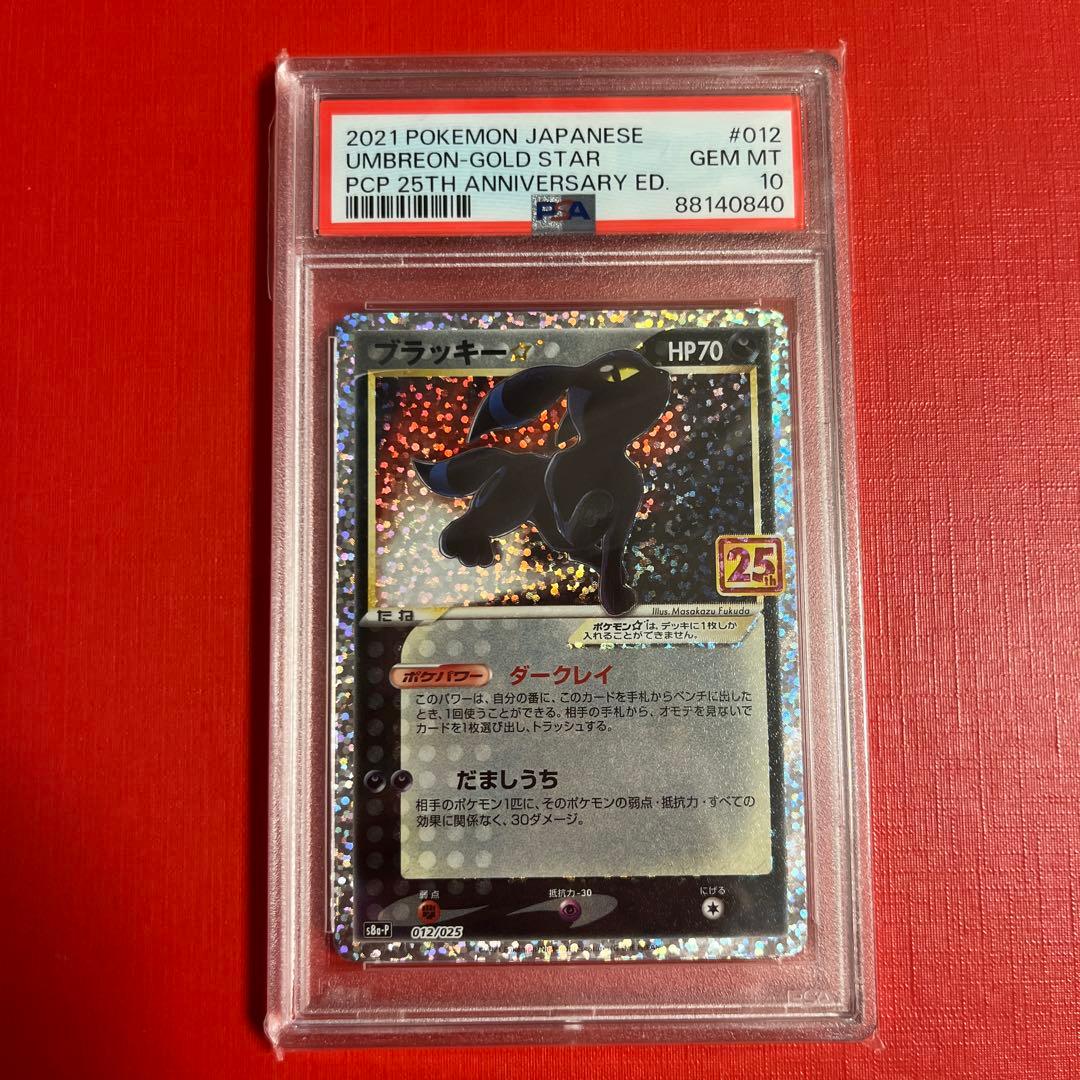 2021 POKEMON JAPANESE #012
UMBREON-GOLD STAR GEM MT
PCP 25TH ANNIVERSARY ED. 10
PSA 88140840
ブラッキー☆ HP70
25th
たね
Illus. Masakazu Fukuda
ポケモン☆は、デッキに1枚しか
入れることができません。
ポケパワー ダークレイ
このパワーは、自分の番に、このカードを手札からベンチに出した
とき、1回使うことができる。相手の手札から、オモテを見ないで
カードを1枚選び出し、トラッシュする。
だましうち
相手のポケモン1匹に、そのポケモンの弱点・抵抗力・すべての
効果に関係なく、30ダメージ。
弱点 抵抗力-30 にげる
s8a-P 012/025